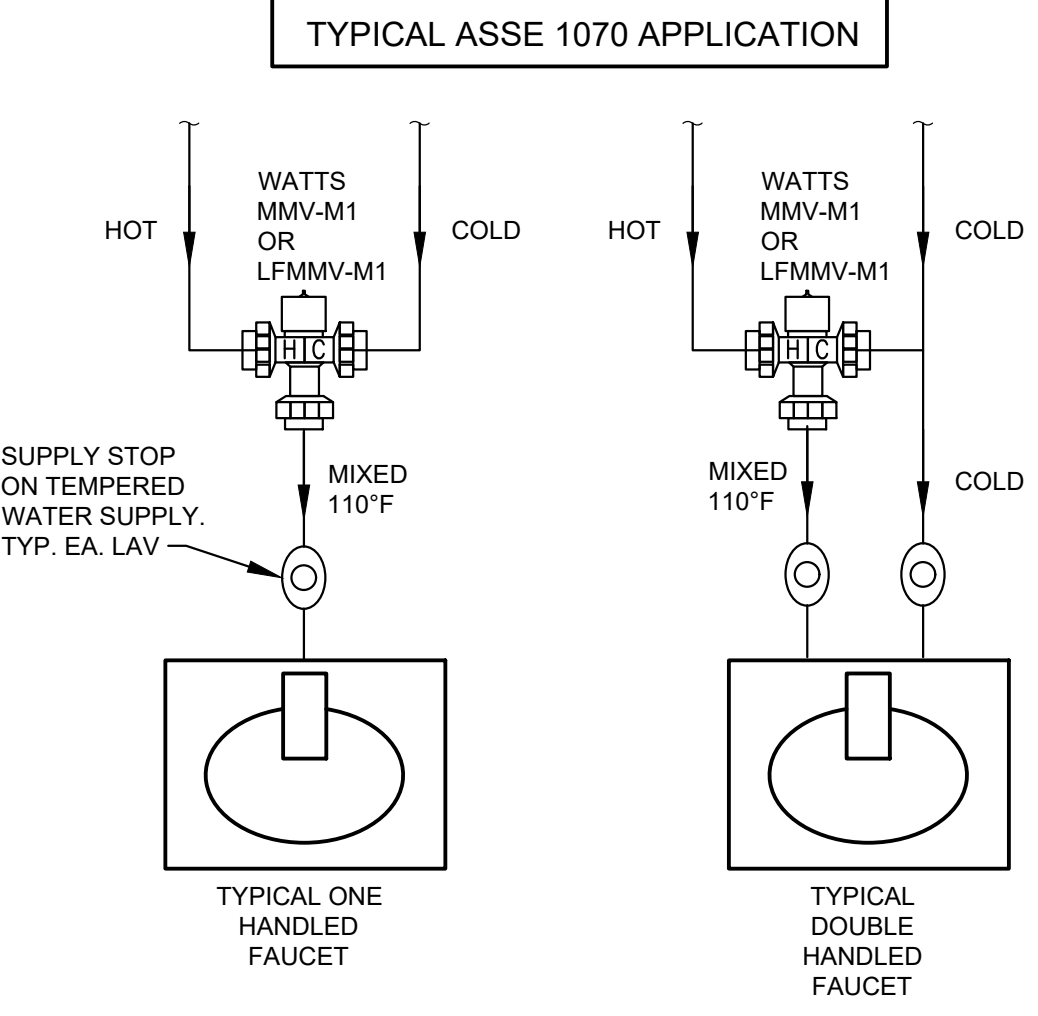 TYPICAL ASSE 1070 APPLICATION
HOT
WATTS
MMV-M1
OR
LFMMV-M1
COLD
H C
SUPPLY STOP
ON TEMPERED
WATER SUPPLY.
TYP. EA. LAV
MIXED
110°F
TYPICAL ONE
HANDLED
FAUCET
HOT
WATTS
MMV-M1
OR
LFMMV-M1
COLD
H C
MIXED
110°F
COLD
TYPICAL
DOUBLE
HANDLED
FAUCET